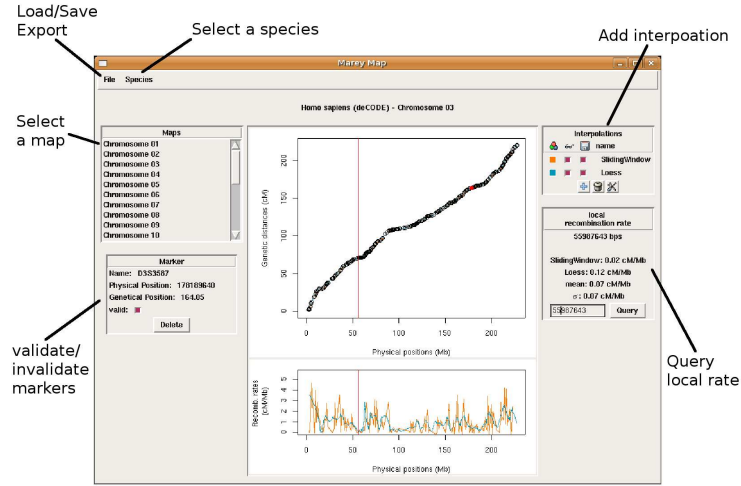 Load/Save
Export
Select a species
Add interpoation
Marey Map
File Species
Homo sapiens (deCODE) - Chromosome 03
Select
a map
Maps
Chromosome 01
Chromosome 02
Chromosome 03
Chromosome 04
Chromosome 05
Chromosome 06
Chromosome 07
Chromosome 08
Chromosome 09
Chromosome 10
Marker
Name: D3S3587
Physical Position: 178189640
Genetical Position: 164.05
valid:
Delete
validate/
invalidate
markers
Genetic distances (cM)
200
150
100
50
0
0 50 100 150 200
Physical positions (Mb)
Recomb. rates
(cM/Mb)
5
4
3
2
1
0
0 50 100 150 200
Physical positions (Mb)
Interpolations
name
SlidingWindow
Loess
local
recombination rate
55987643 bps
SlidingWindow: 0.02 cM/Mb
Loess: 0.12 cM/Mb
mean: 0.07 cM/Mb
σ: 0.07 cM/Mb
55987643 Query
Query
local rate